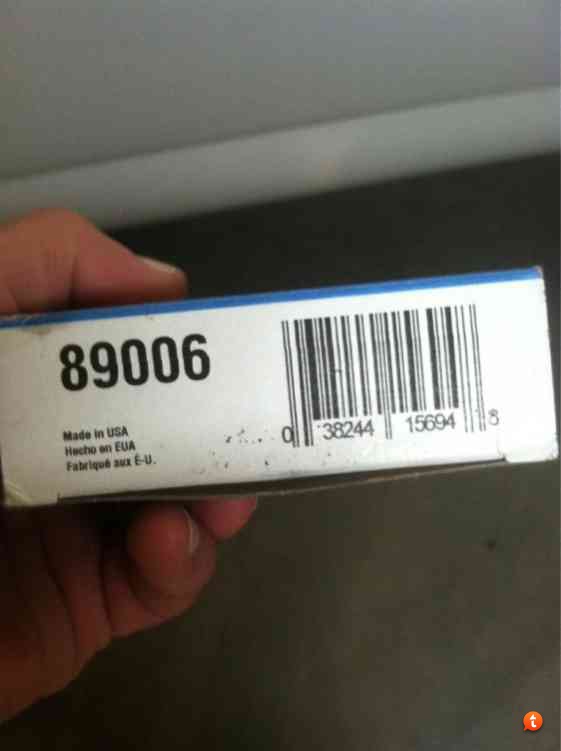 89006
Made in USA
Hecho en EUA
Fabriqué aux É-U.
0 38244 15694 8
t